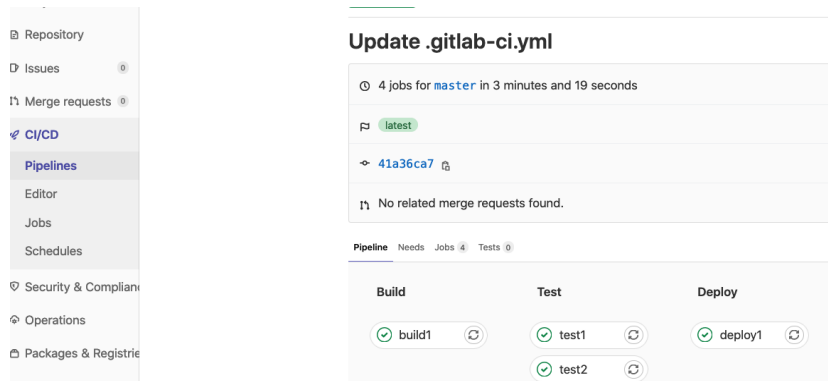 Repository
Issues 0
Merge requests 0
CI/CD
Pipelines
Editor
Jobs
Schedules
Security & Complian
Operations
Packages & Registrie
Update .gitlab-ci.yml
4 jobs for master in 3 minutes and 19 seconds
latest
41a36ca7
No related merge requests found.
Pipeline Needs Jobs 4 Tests 0
Build Test Deploy
build1 test1 deploy1
test2